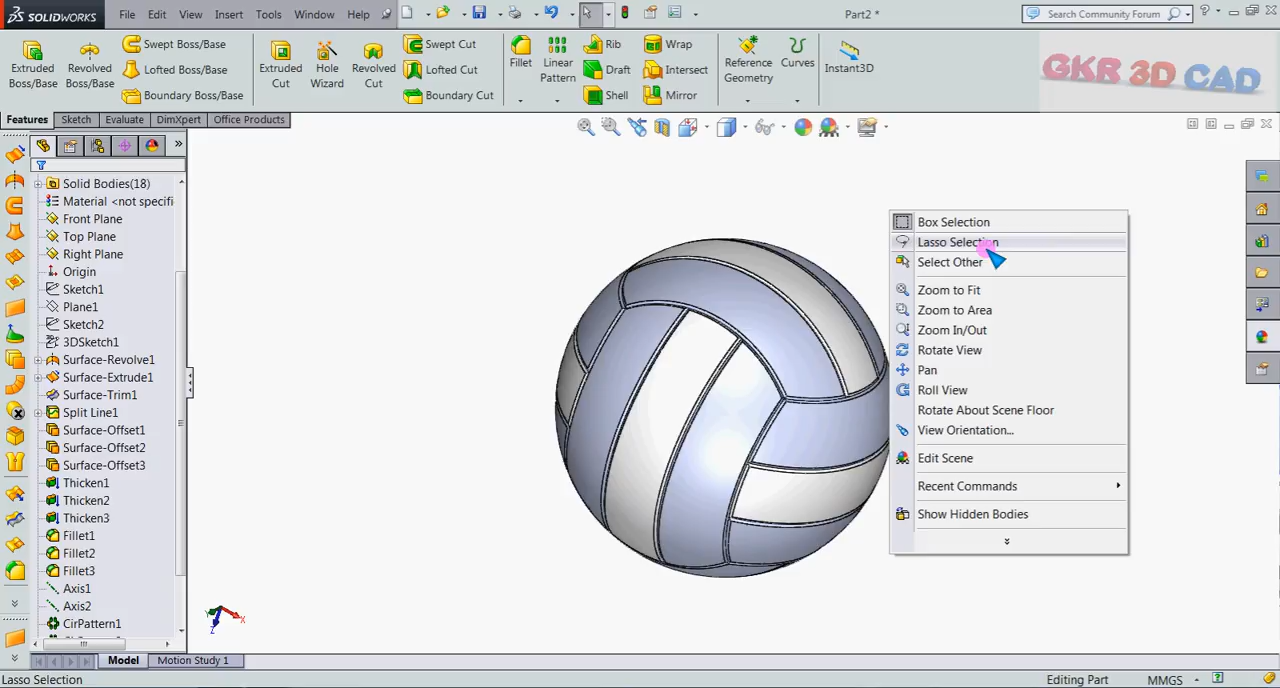 SOLIDWORKS File Edit View Insert Tools Window Help Part2 * Search Community Forum
Extruded Boss/Base
Revolved Boss/Base
Swept Boss/Base
Lofted Boss/Base
Boundary Boss/Base
Extruded Cut
Hole Wizard
Revolved Cut
Swept Cut
Lofted Cut
Boundary Cut
Fillet
Linear Pattern
Rib
Draft
Shell
Wrap
Intersect
Mirror
Reference Geometry
Curves
Instant3D
GKR 3D CAD
Features Sketch Evaluate DimXpert Office Products
Solid Bodies(18)
Material <not specifi
Front Plane
Top Plane
Right Plane
Origin
Sketch1
Plane1
Sketch2
3DSketch1
Surface-Revolve1
Surface-Extrude1
Surface-Trim1
Split Line1
Surface-Offset1
Surface-Offset2
Surface-Offset3
Thicken1
Thicken2
Thicken3
Fillet1
Fillet2
Fillet3
Axis1
Axis2
CirPattern1
Box Selection
Lasso Selection
Select Other
Zoom to Fit
Zoom to Area
Zoom In/Out
Rotate View
Pan
Roll View
Rotate About Scene Floor
View Orientation...
Edit Scene
Recent Commands
Show Hidden Bodies
Y X Z
Model Motion Study 1
Lasso Selection Editing Part MMGS